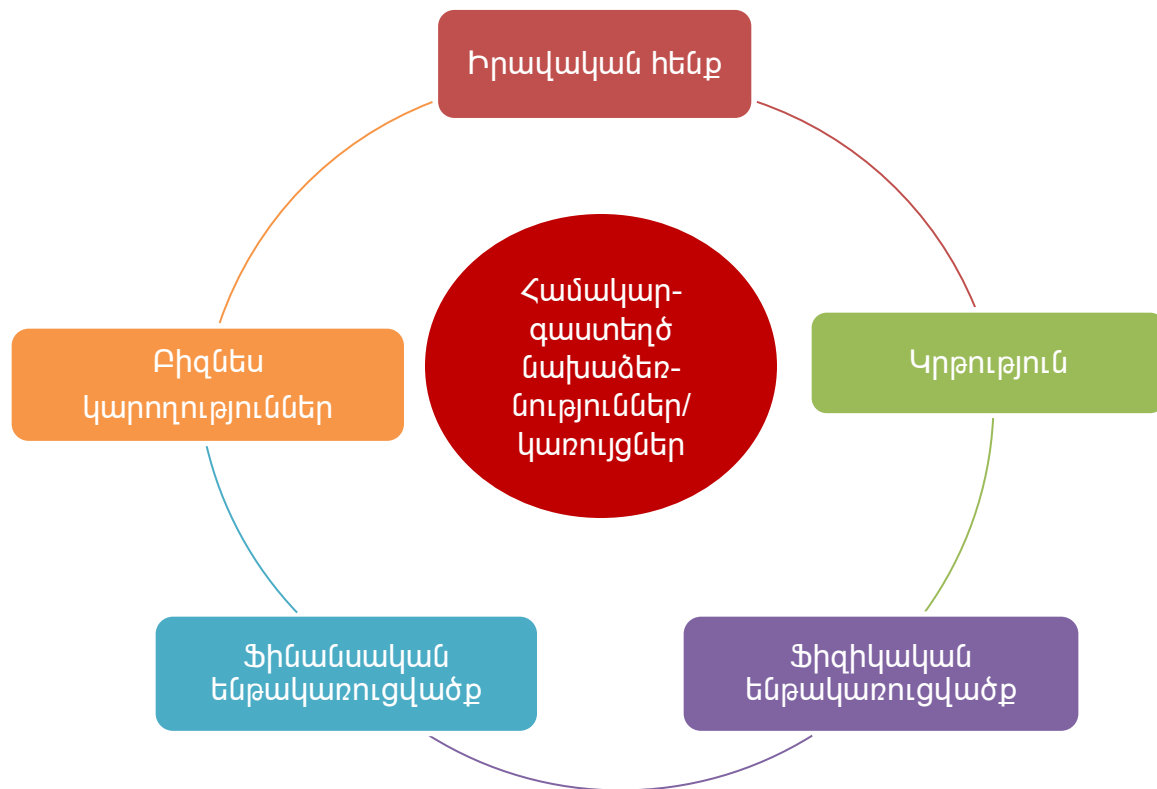 Իրավական հենք
Համակար-
գաստեղծ
նախաձեռ-
նություններ/
կառույցներ
Կրթություն
Ֆիզիկական
ենթակառուցվածք
Ֆինանսական
ենթակառուցվածք
Բիզնես
կարողություններ